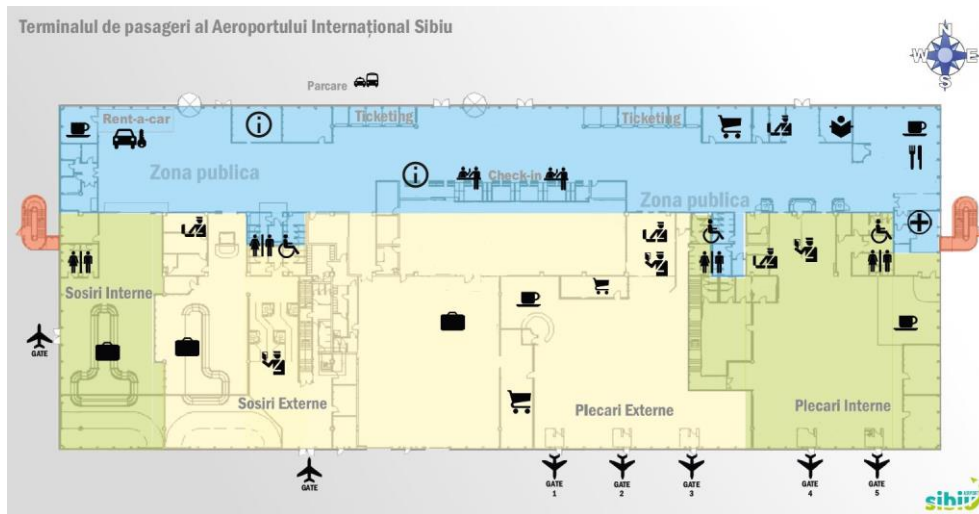 Terminalul de pasageri al Aeroportului Internațional Sibiu
N
W E
S
Parcare
Rent-a-car
Ticketing
Ticketing
Zona publica
Check-in
Zona publica
Sosiri Interne
GATE
Sosiri Externe
Plecari Externe
Plecari Interne
GATE
GATE
1
GATE
2
GATE
3
GATE
4
GATE
5
sibiu